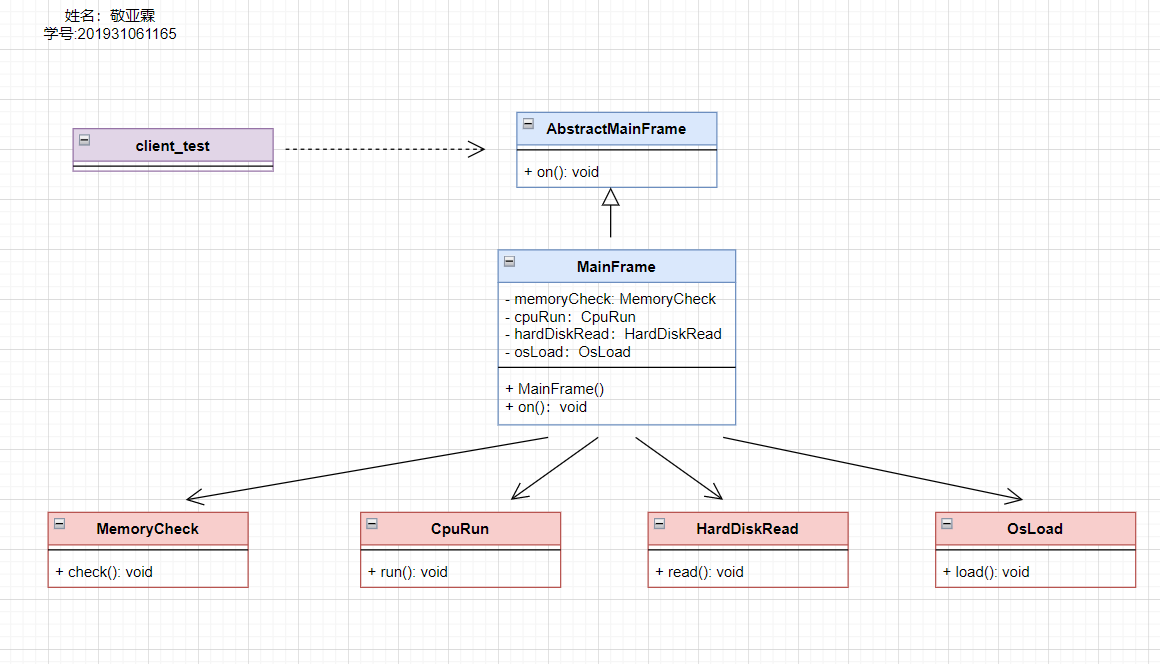 姓名：敬亚霖
学号:201931061165
client_test
AbstractMainFrame
+ on(): void
MainFrame
- memoryCheck: MemoryCheck
- cpuRun：CpuRun
- hardDiskRead：HardDiskRead
- osLoad：OsLoad
+ MainFrame()
+ on()：void
MemoryCheck
+ check(): void
CpuRun
+ run(): void
HardDiskRead
+ read(): void
OsLoad
+ load(): void